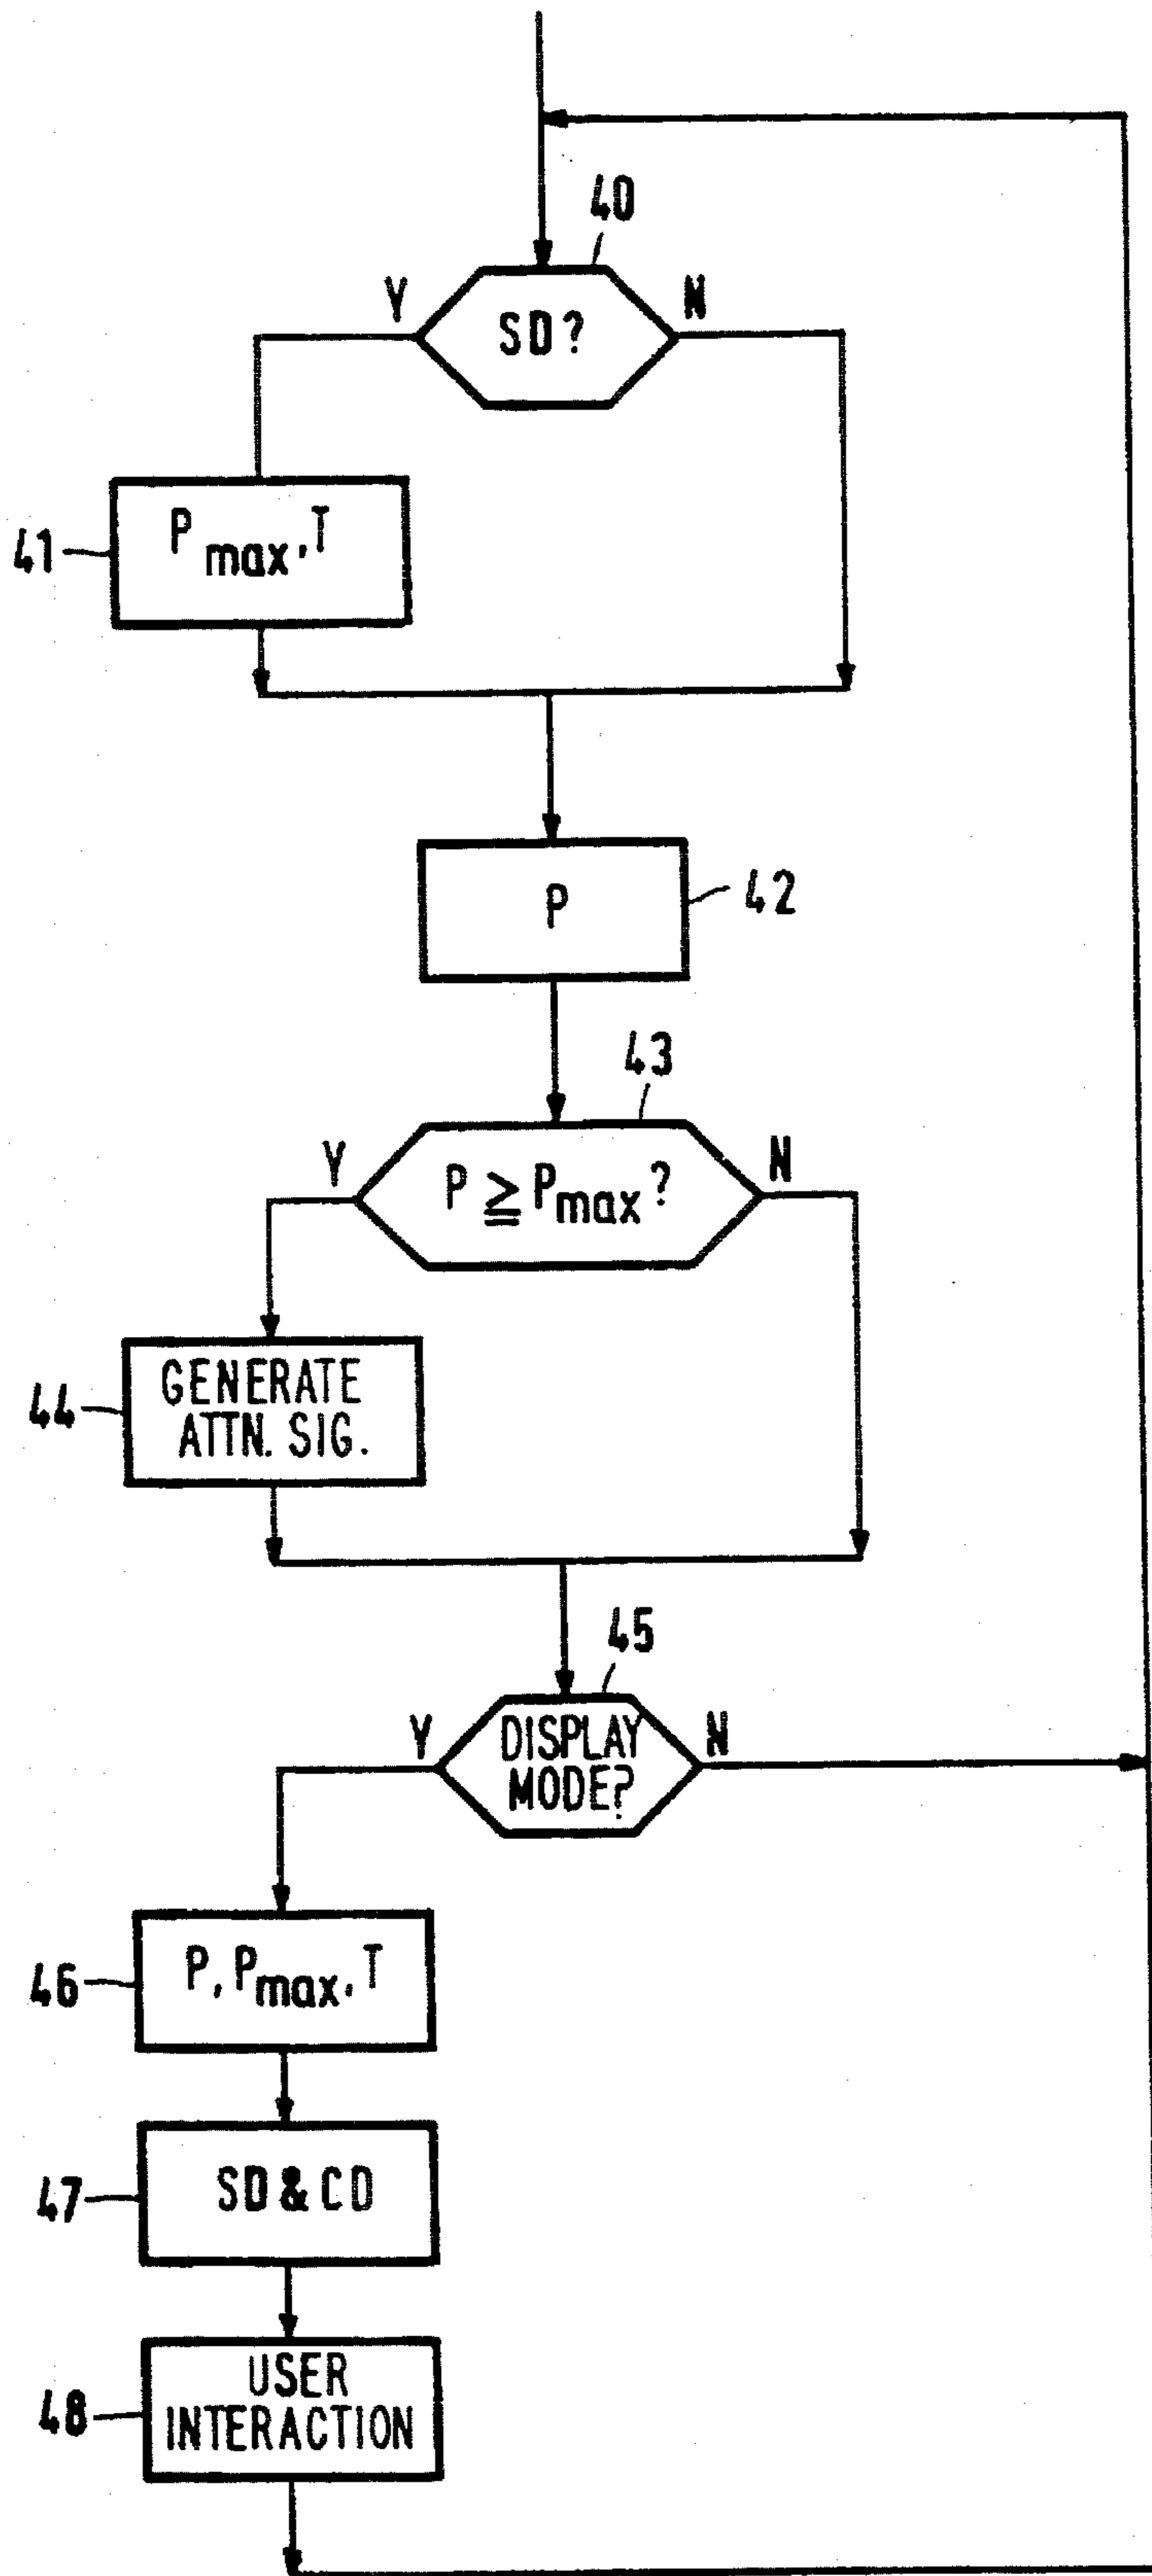 40
Y
N
SD?
41
Pmax, T
P
42
43
Y
N
P ≧ Pmax?
44
GENERATE
ATTN. SIG.
45
Y
N
DISPLAY
MODE?
46
P, Pmax, T
47
SD & CD
48
USER
INTERACTION